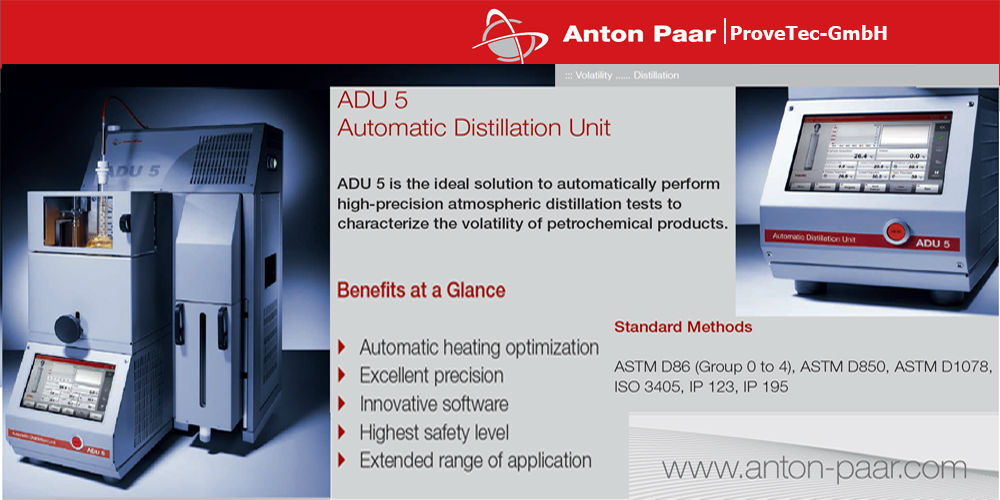 Anton Paar | ProveTec-GmbH
::: Volatility ...... Distillation
ADU 5
Automatic Distillation Unit
ADU 5 is the ideal solution to automatically perform
high-precision atmospheric distillation tests to
characterize the volatility of petrochemical products.
Benefits at a Glance
Automatic heating optimization
Excellent precision
Innovative software
Highest safety level
Extended range of application
Standard Methods
ASTM D86 (Group 0 to 4), ASTM D850, ASTM D1078,
ISO 3405, IP 123, IP 195
www.anton-paar.com
ADU 5
Automatic Distillation Unit
ADU 5
26.4
0.0
Automatic Distillation Unit
ADU 5